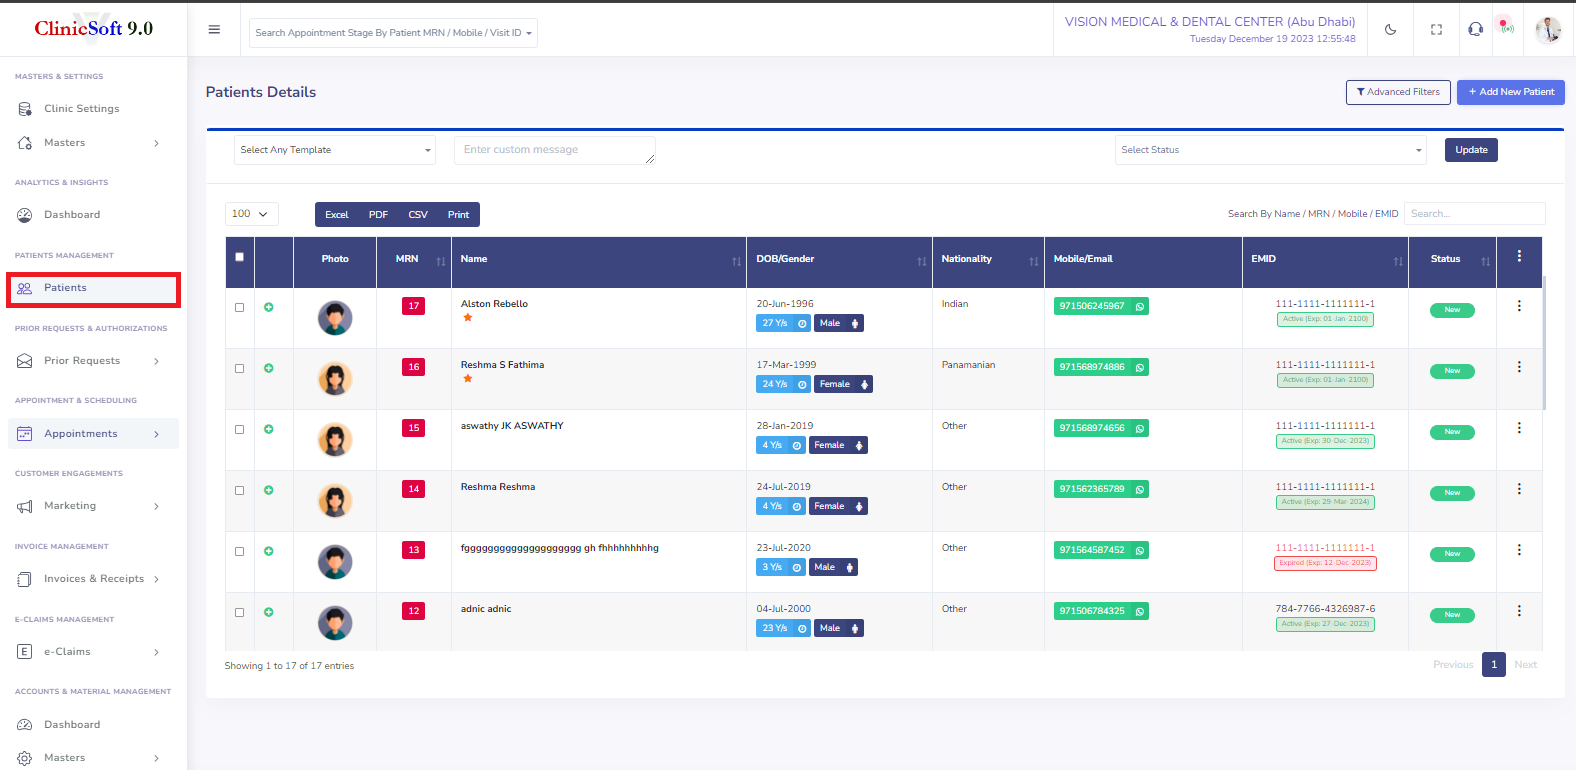 ClinicSoft 9.0
Search Appointment Stage By Patient MRN / Mobile / Visit ID
VISION MEDICAL & DENTAL CENTER (Abu Dhabi)
Tuesday December 19 2023 12:55:48
MASTERS & SETTINGS
Clinic Settings
Masters
ANALYTICS & INSIGHTS
Dashboard
PATIENTS MANAGEMENT
Patients
PRIOR REQUESTS & AUTHORIZATIONS
Prior Requests
APPOINTMENT & SCHEDULING
Appointments
CUSTOMER ENGAGEMENTS
Marketing
INVOICE MANAGEMENT
Invoices & Receipts
E-CLAIMS MANAGEMENT
e-Claims
ACCOUNTS & MATERIAL MANAGEMENT
Dashboard
Masters
Patients Details
Advanced Filters
+ Add New Patient
Select Any Template
Enter custom message
Select Status
Update
100
Excel PDF CSV Print
Search By Name / MRN / Mobile / EMID
Search...
Photo MRN Name DOB/Gender Nationality Mobile/Email EMID Status
17 Alston Rebello 20-Jun-1996 Indian 971506245967 111-1111-1111111-1 New
27 Y/s Male Active (Exp: 01-Jan-2100)
16 Reshma S Fathima 17-Mar-1999 Panamanian 971568974886 111-1111-1111111-1 New
24 Y/s Female Active (Exp: 01-Jan-2100)
15 aswathy JK ASWATHY 28-Jan-2019 Other 971568974656 111-1111-1111111-1 New
4 Y/s Female Active (Exp: 30-Dec-2023)
14 Reshma Reshma 24-Jul-2019 Other 971562365789 111-1111-1111111-1 New
4 Y/s Female Active (Exp: 29-Mar-2024)
13 fgggggggggggggggggggg gh fhhhhhhhhhg 23-Jul-2020 Other 971564587452 111-1111-1111111-1 New
3 Y/s Male Expired (Exp: 12-Dec-2023)
12 adnic adnic 04-Jul-2000 Other 971506784325 784-7766-4326987-6 New
23 Y/s Male Active (Exp: 27-Dec-2023)
Showing 1 to 17 of 17 entries
Previous 1 Next